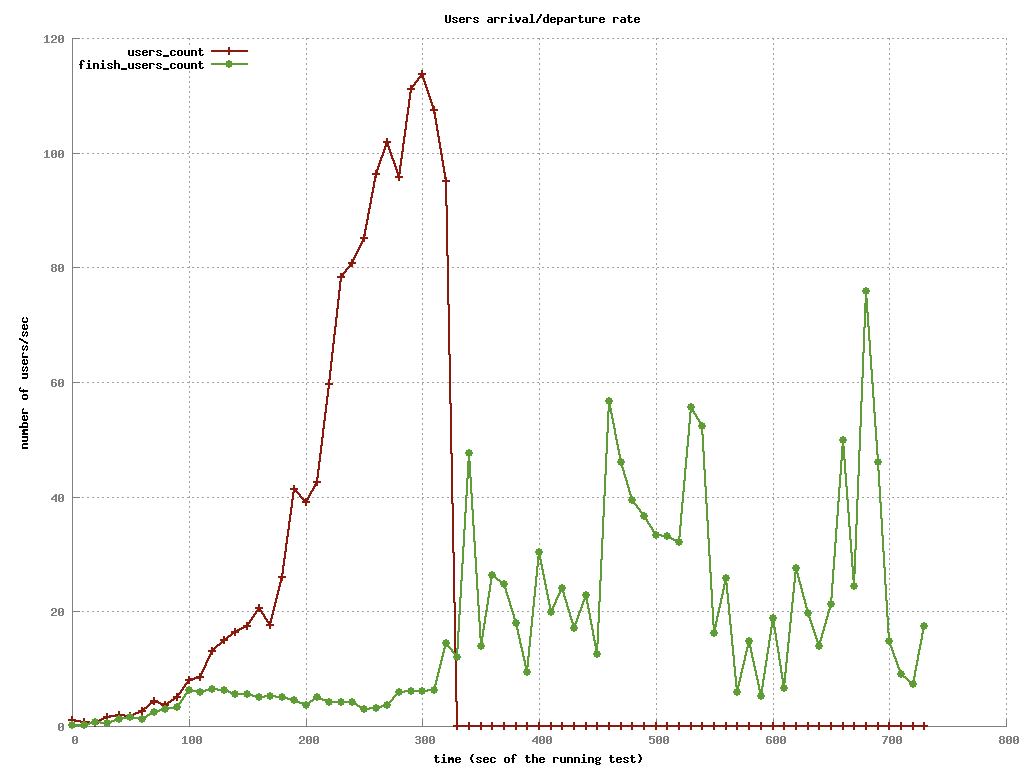 Users arrival/departure rate
users_count
finish_users_count
120
100
80
60
40
20
0
number of users/sec
0 100 200 300 400 500 600 700 800
time (sec of the running test)